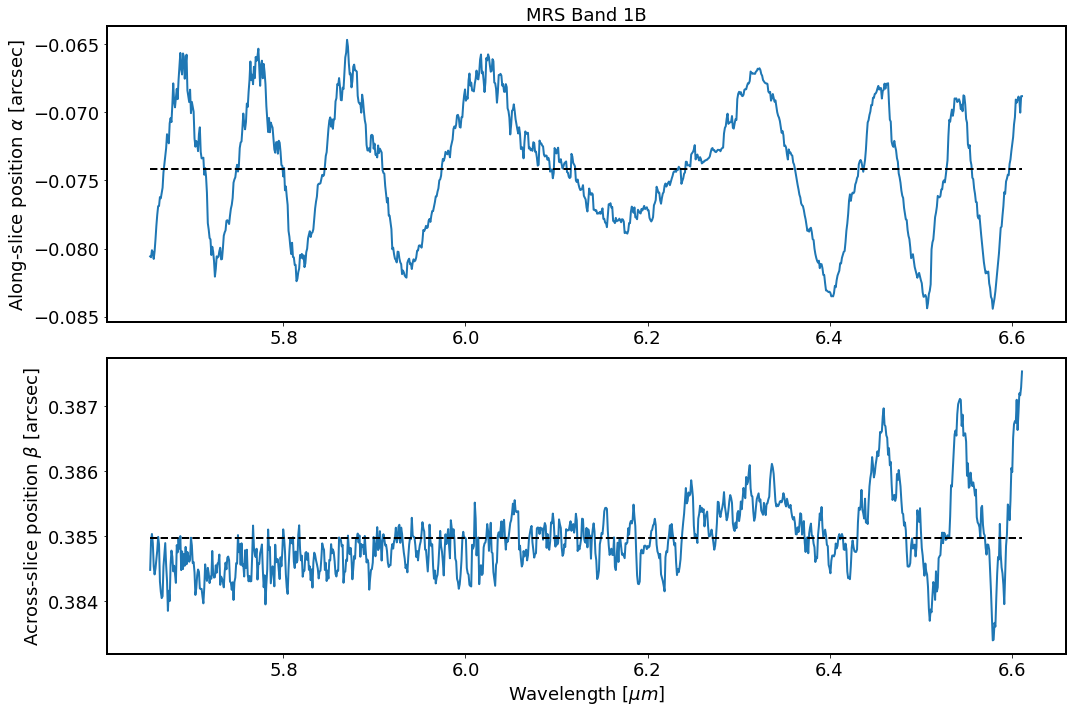 MRS Band 1B
Along-slice position α [arcsec]
−0.065
−0.070
−0.075
−0.080
−0.085
5.8 6.0 6.2 6.4 6.6
Across-slice position β [arcsec]
0.387
0.386
0.385
0.384
5.8 6.0 6.2 6.4 6.6
Wavelength [μm]